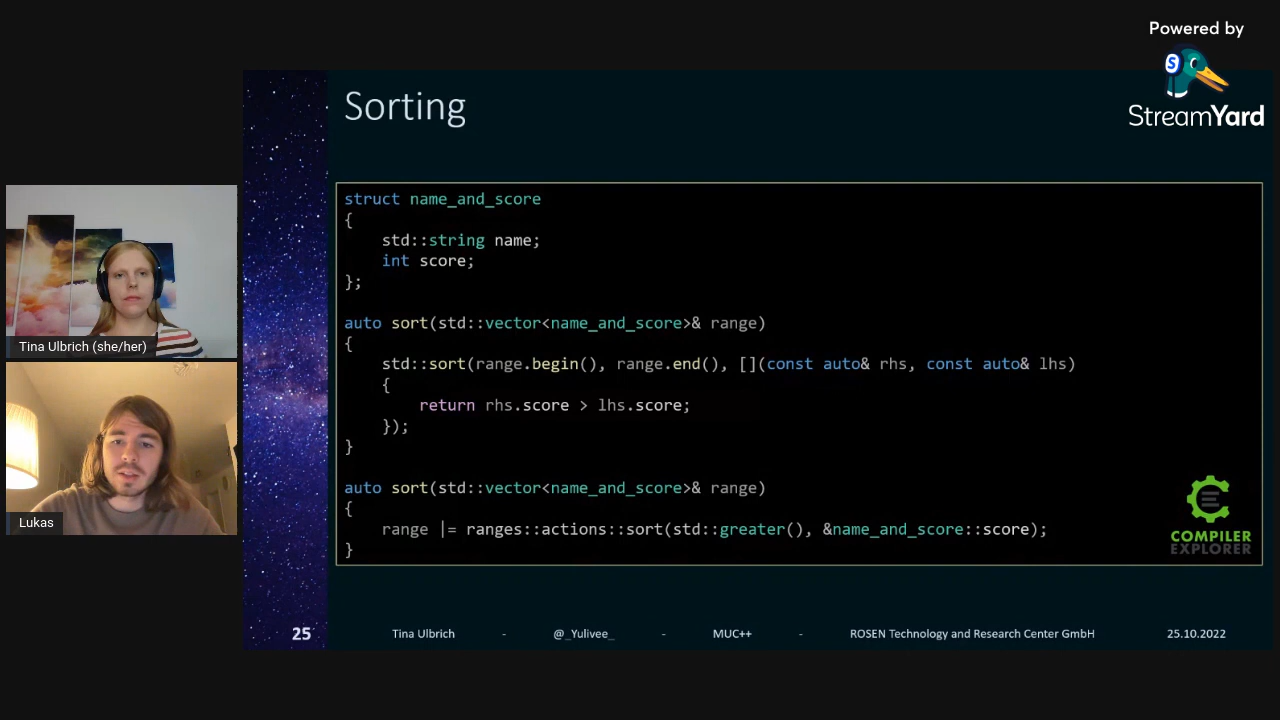 Powered by
S
StreamYard
Sorting
struct name_and_score
{
    std::string name;
    int score;
};
auto sort(std::vector<name_and_score>& range)
{
    std::sort(range.begin(), range.end(), [](const auto& rhs, const auto& lhs)
    {
        return rhs.score > lhs.score;
    });
}
auto sort(std::vector<name_and_score>& range)
{
    range |= ranges::actions::sort(std::greater(), &name_and_score::score);
}
COMPILER
EXPLORER
Tina Ulbrich (she/her)
Lukas
25
Tina Ulbrich - @_Yulivee_ - MUC++ - ROSEN Technology and Research Center GmbH 25.10.2022